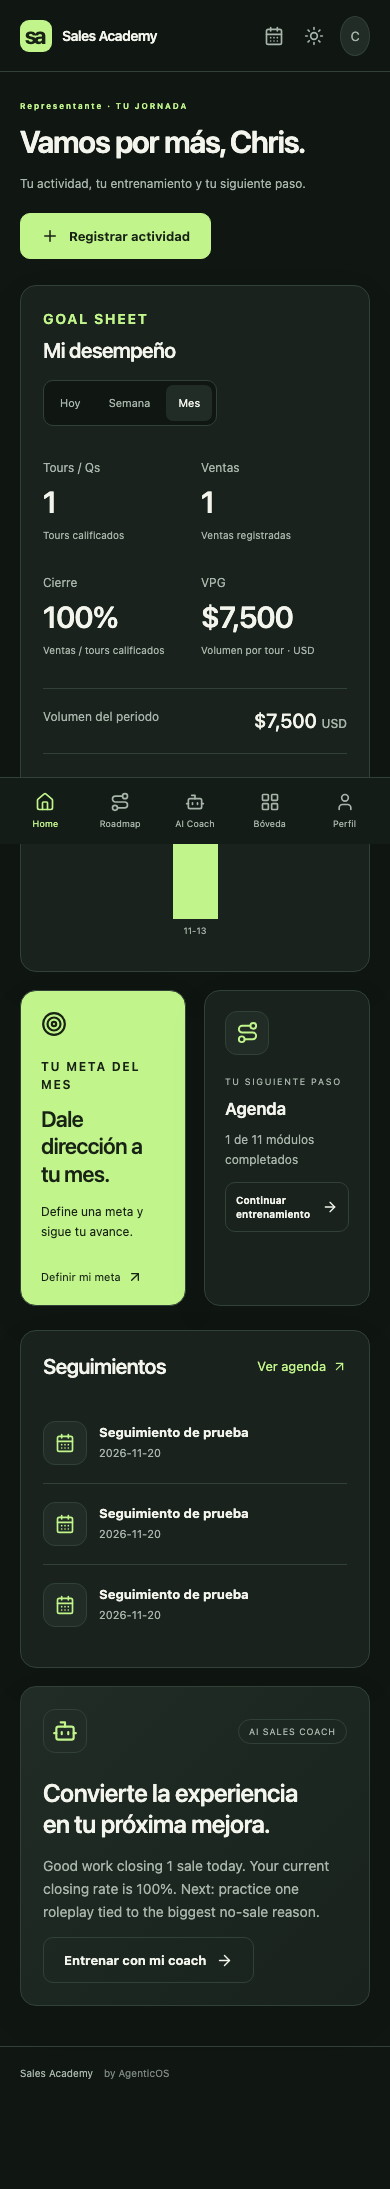 sa
Sales Academy
C
Representante · TU JORNADA
Vamos por más, Chris.
Tu actividad, tu entrenamiento y tu siguiente paso.
Registrar actividad
GOAL SHEET
Mi desempeño
Hoy Semana Mes
Tours / Qs
1
Tours calificados
Ventas
1
Ventas registradas
Cierre
100%
Ventas / tours calificados
VPG
$7,500
Volumen por tour · USD
Volumen del periodo
$7,500 USD
Home Roadmap AI Coach Bóveda Perfil
11-13
TU META DEL
MES
Dale
dirección a
tu mes.
Define una meta y
sigue tu avance.
Definir mi meta
TU SIGUIENTE PASO
Agenda
1 de 11 módulos
completados
Continuar
entrenamiento
Seguimientos
Ver agenda
Seguimiento de prueba
2026-11-20
Seguimiento de prueba
2026-11-20
Seguimiento de prueba
2026-11-20
AI SALES COACH
Convierte la experiencia
en tu próxima mejora.
Good work closing 1 sale today. Your current
closing rate is 100%. Next: practice one
roleplay tied to the biggest no-sale reason.
Entrenar con mi coach
Sales Academy by AgenticOS